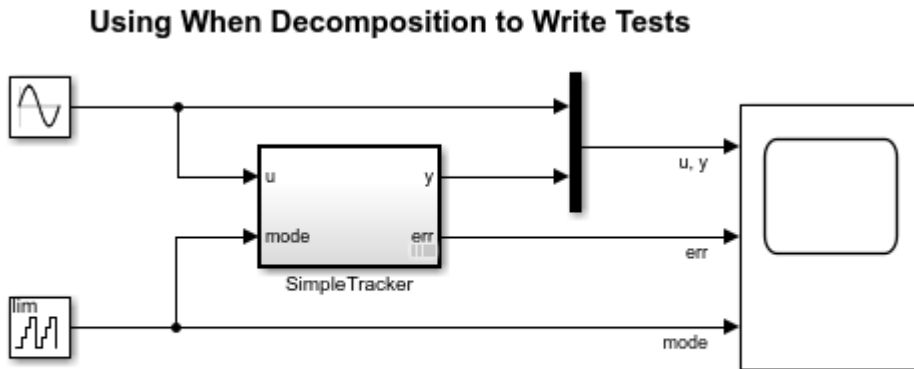 Using When Decomposition to Write Tests
u
y
u, y
mode
err
err
SimpleTracker
lim
mode